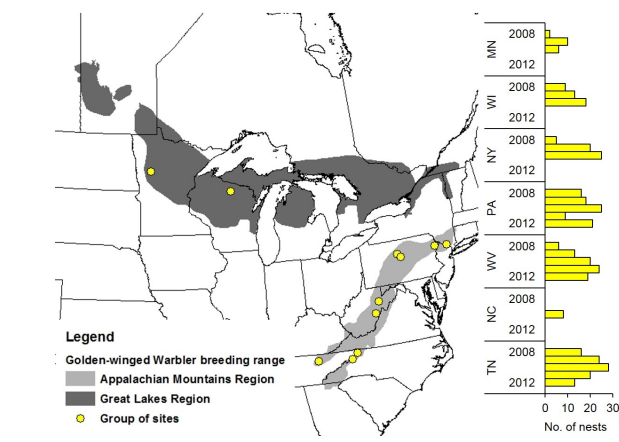 MN
2008
2012
WI
2008
2012
NY
2008
2012
PA
2008
2012
WV
2008
2012
NC
2008
2012
TN
2008
2012
0 10 20 30
No. of nests
Legend
Golden-winged Warbler breeding range
Appalachian Mountains Region
Great Lakes Region
Group of sites